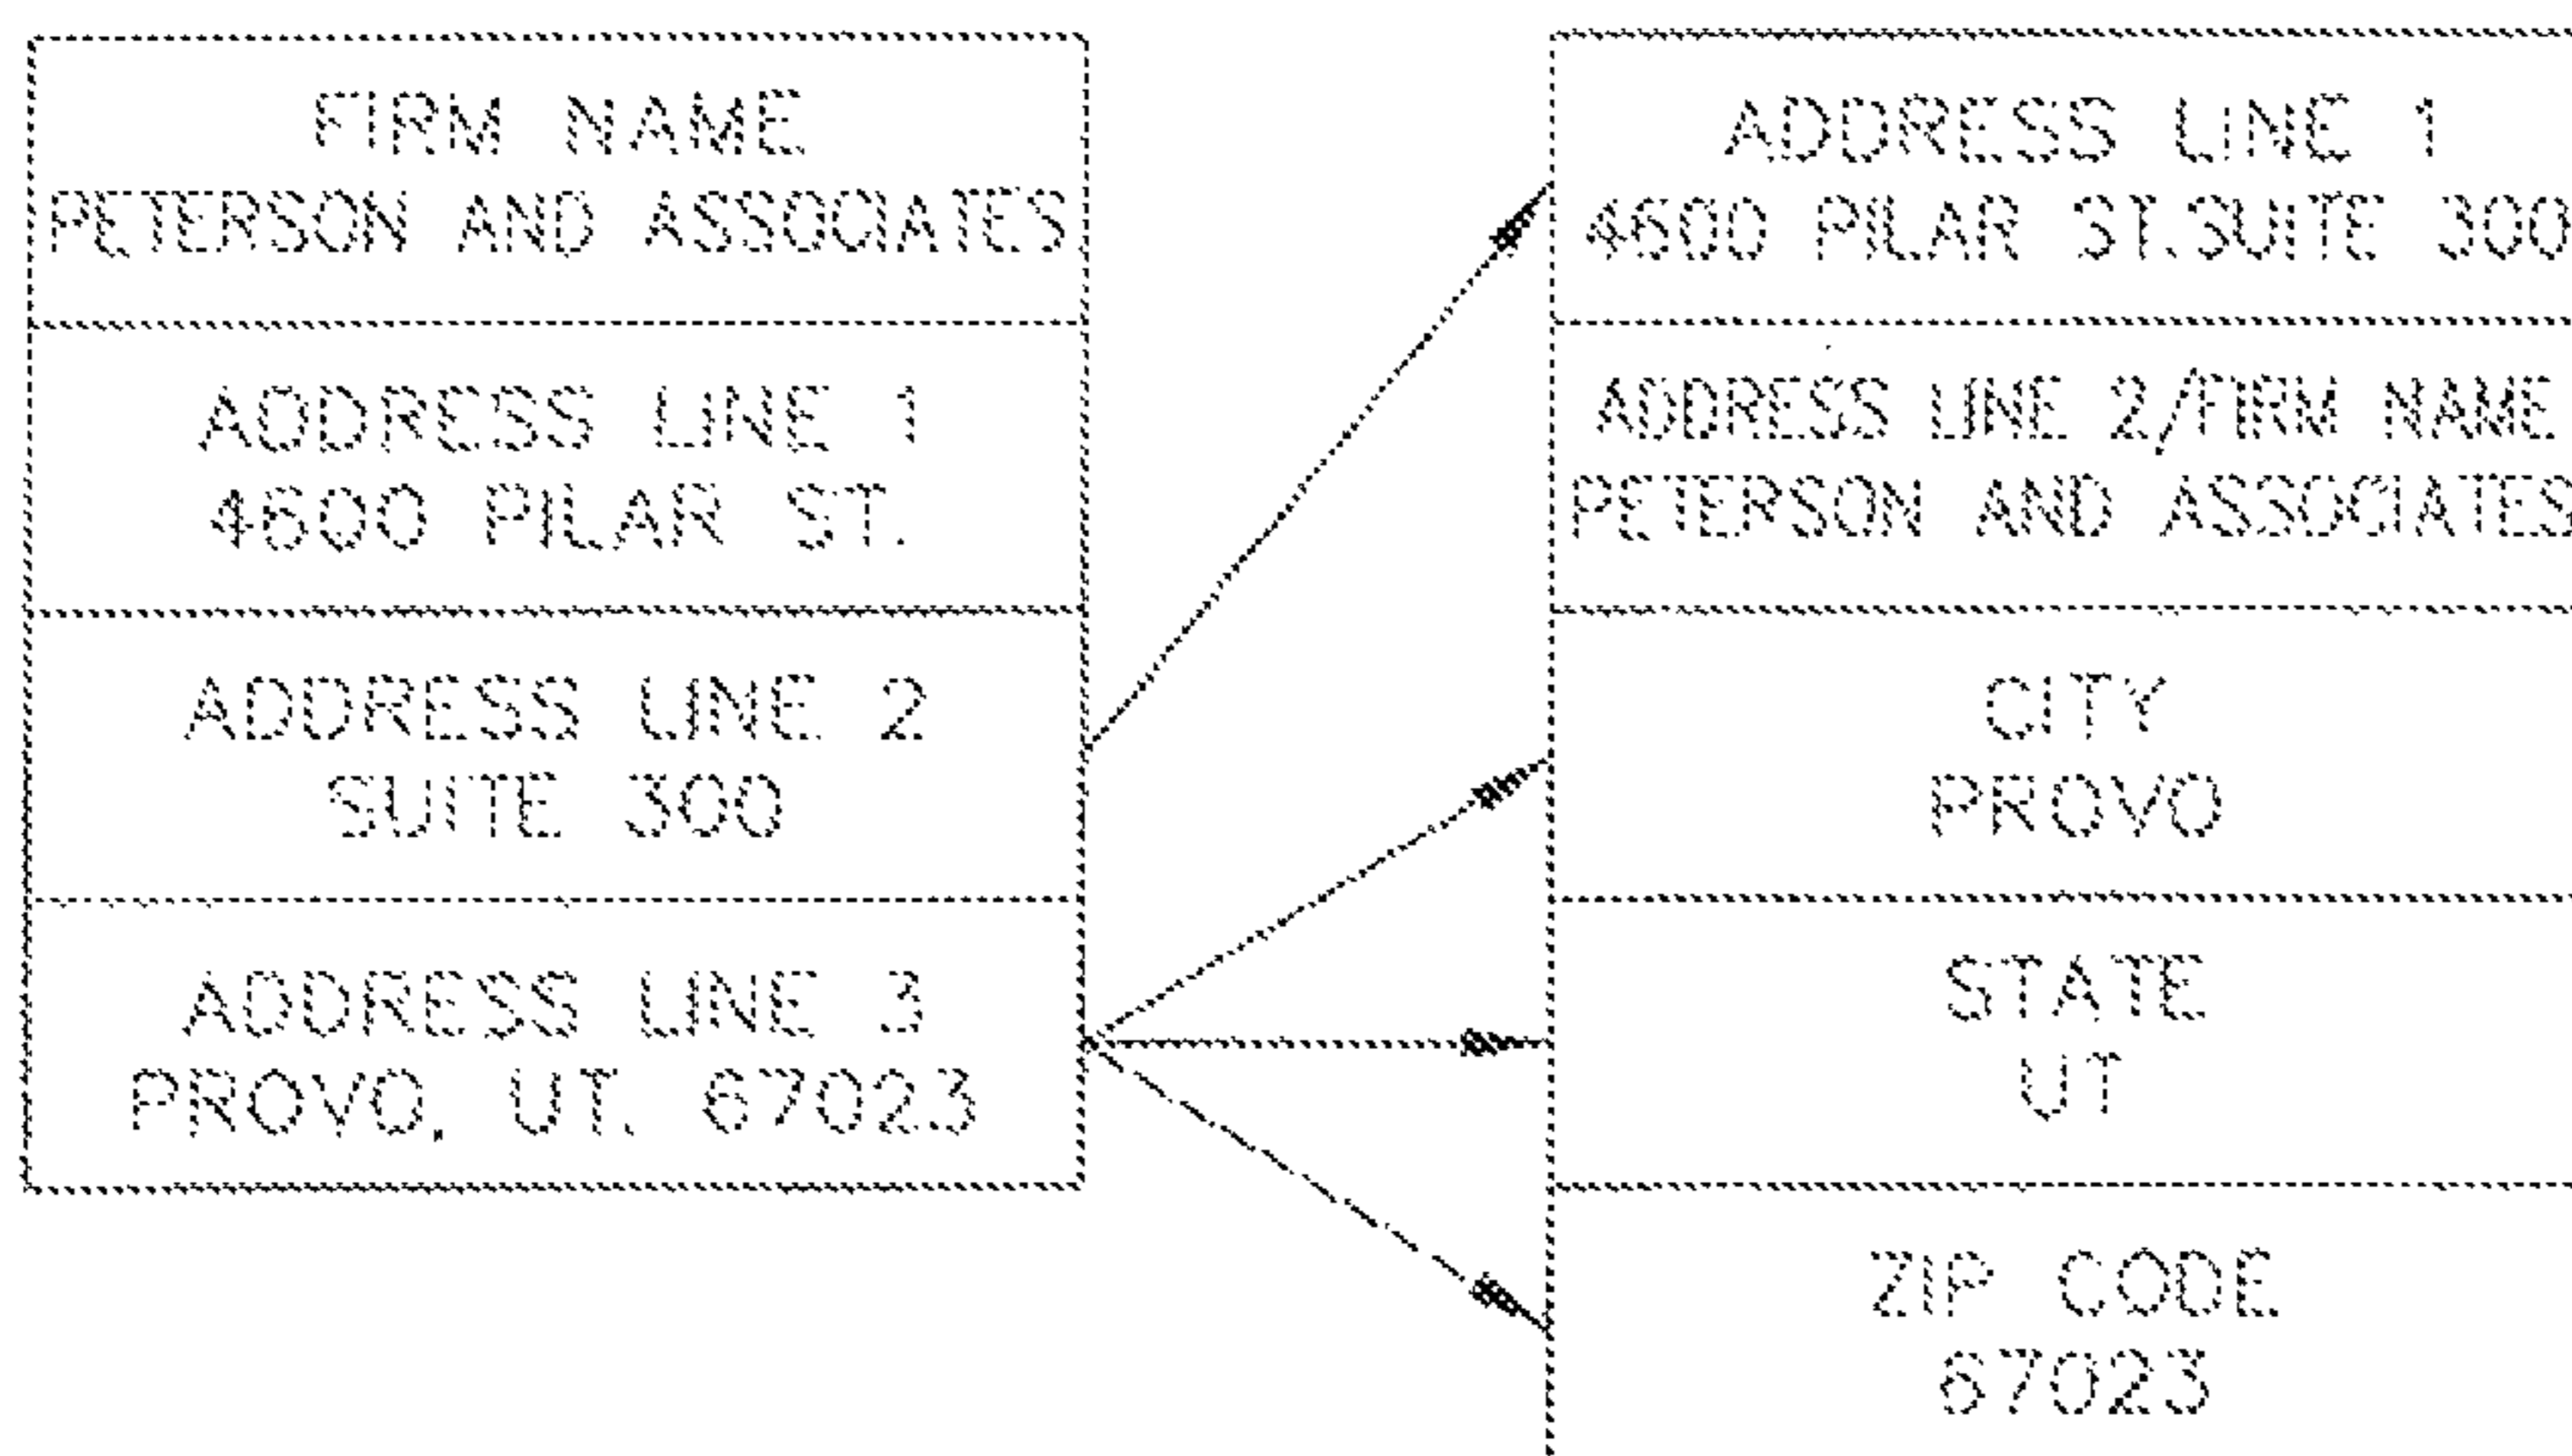 FIRM NAME
PETERSON AND ASSOCIATES
ADDRESS LINE 1
4600 PILAR ST.
ADDRESS LINE 2
SUITE 300
ADDRESS LINE 3
PROVO, UT. 67023
ADDRESS LINE 1
4600 PILAR ST.SUITE 300
ADDRESS LINE 2/FIRM NAME
PETERSON AND ASSOCIATES
CITY
PROVO
STATE
UT
ZIP CODE
67023